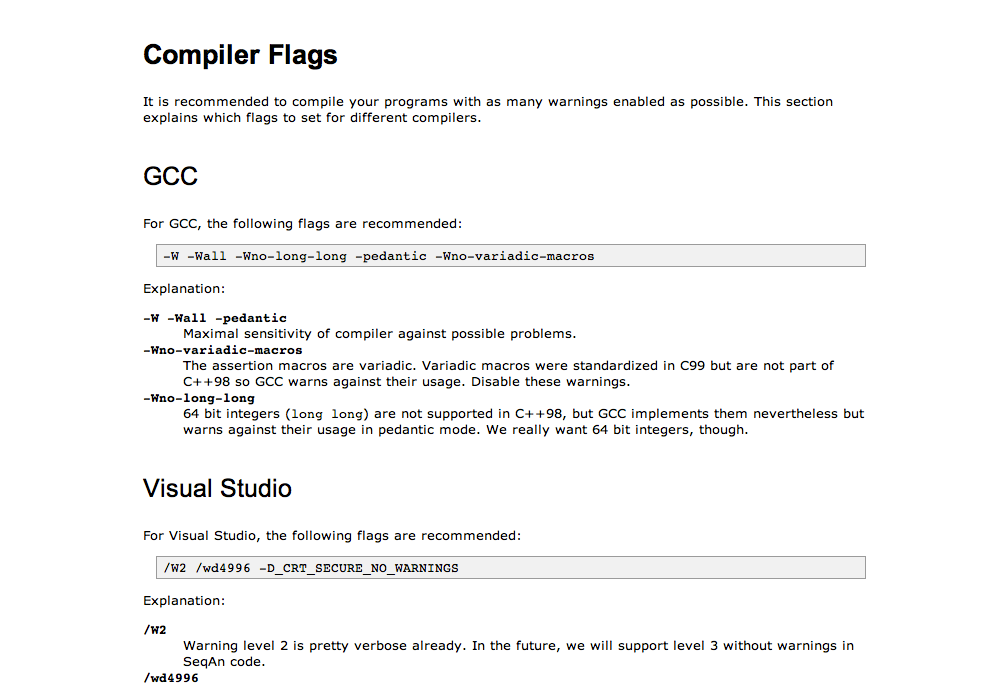 Compiler Flags
It is recommended to compile your programs with as many warnings enabled as possible. This section
explains which flags to set for different compilers.
GCC
For GCC, the following flags are recommended:
-W -Wall -Wno-long-long -pedantic -Wno-variadic-macros
Explanation:
-W -Wall -pedantic
Maximal sensitivity of compiler against possible problems.
-Wno-variadic-macros
The assertion macros are variadic. Variadic macros were standardized in C99 but are not part of
C++98 so GCC warns against their usage. Disable these warnings.
-Wno-long-long
64 bit integers (long long) are not supported in C++98, but GCC implements them nevertheless but
warns against their usage in pedantic mode. We really want 64 bit integers, though.
Visual Studio
For Visual Studio, the following flags are recommended:
/W2 /wd4996 -D_CRT_SECURE_NO_WARNINGS
Explanation:
/W2
Warning level 2 is pretty verbose already. In the future, we will support level 3 without warnings in
SeqAn code.
/wd4996